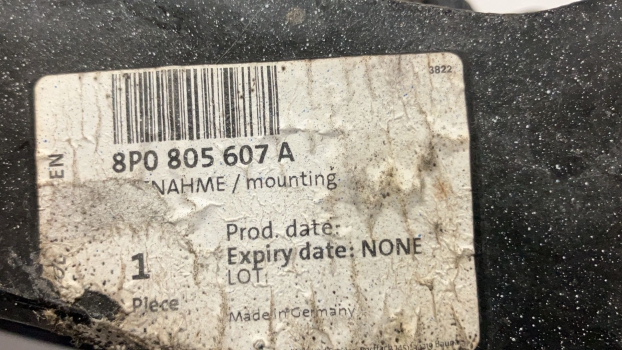 3822
EN
8P0 805 607 A
NAHME / mounting
Prod. date:
Expiry date: NONE
LOT:
1
Piece
Made in Germany